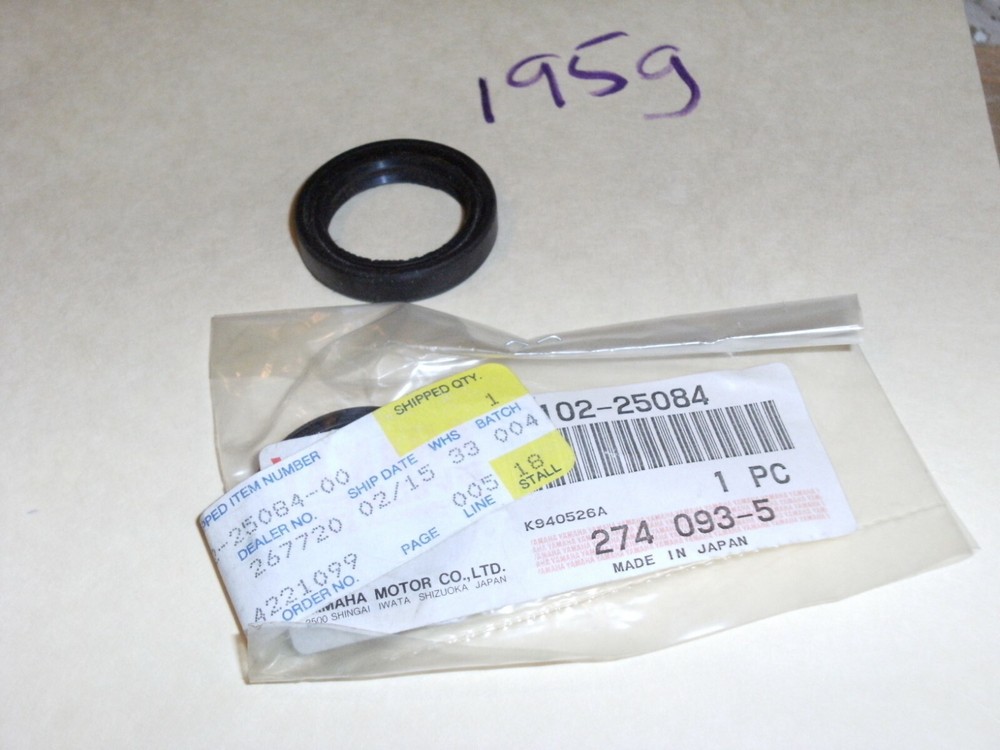 1959
SHIPPED QTY.
1
PED ITEM NUMBER
-25084-00
SHIP DATE WHS BATCH
02/15 33 004
DEALER NO.
267720
PAGE LINE STALL
005 18
A221099
ORDER NO.
102-25084
1 PC
K940526A
274 093-5
MADE IN JAPAN
AMAHA MOTOR CO.,LTD.
2500 SHINGAI IWATA SHIZUOKA JAPAN